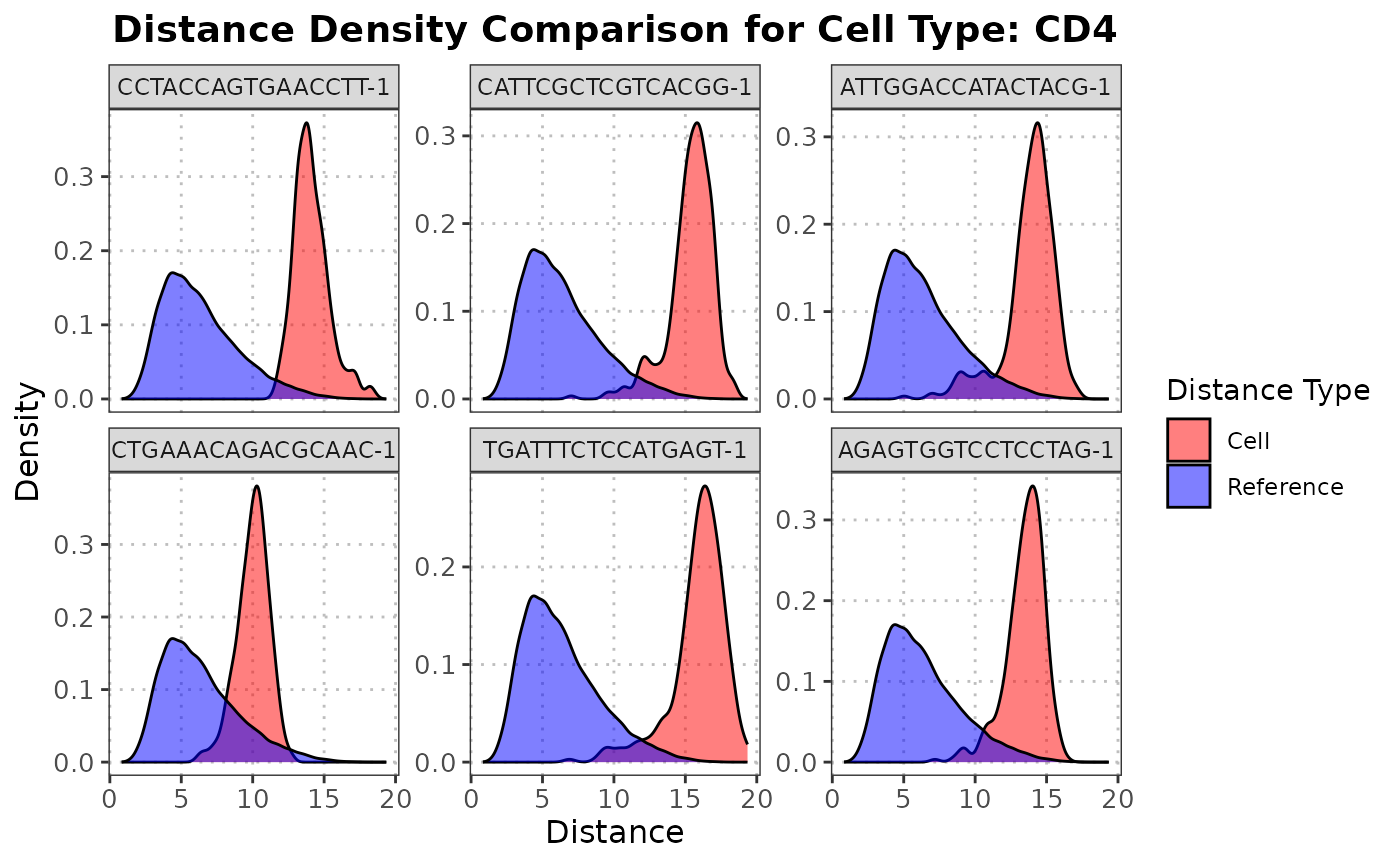 Distance Density Comparison for Cell Type: CD4
CCTACCAGTGAACCTT-1
CATTCGCTCGTCACGG-1
ATTGGACCATACTACG-1
0.3
0.2
0.1
0.0
0.3
0.2
0.1
0.0
0.3
0.2
0.1
0.0
CTGAAACAGACGCAAC-1
TGATTTCTCCATGAGT-1
AGAGTGGTCCTCCTAG-1
0.3
0.2
0.1
0.0
0.2
0.1
0.0
0.3
0.2
0.1
0.0
0 5 10 15 20
0 5 10 15 20
0 5 10 15 20
Distance
Density
Distance Type
Cell
Reference